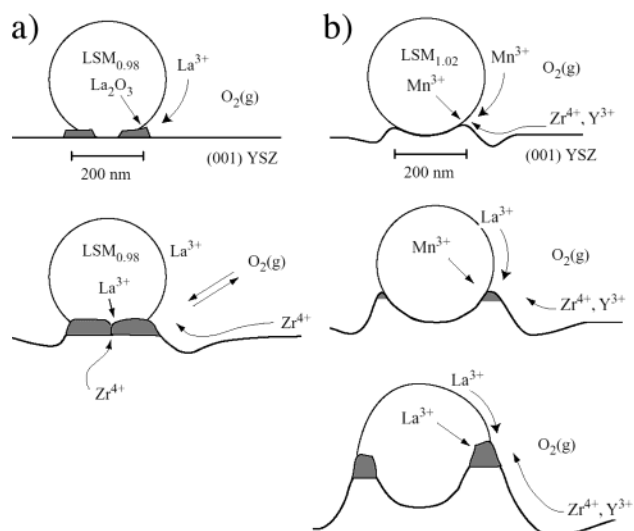 a)
LSM0.98
La2O3
La3+
O2(g)
200 nm
(001) YSZ
LSM0.98
La3+
La3+
O2(g)
Zr4+
Zr4+
b)
LSM1.02
Mn3+
Mn3+
O2(g)
Zr4+, Y3+
200 nm
(001) YSZ
La3+
Mn3+
O2(g)
Zr4+, Y3+
La3+
La3+
O2(g)
Zr4+, Y3+